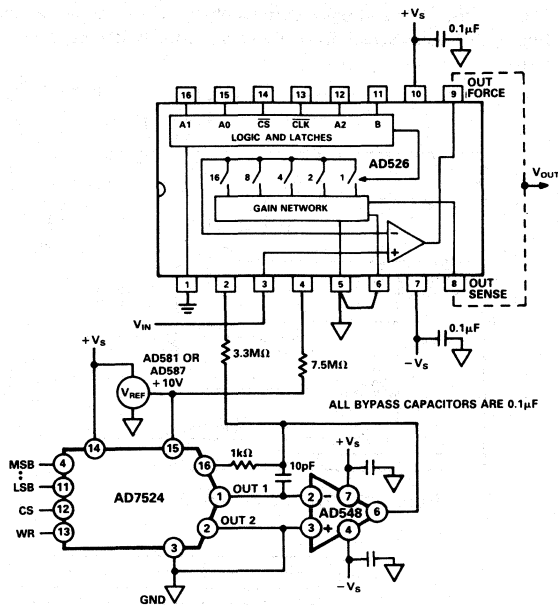 +VS
0.1µF
OUT
FORCE
16 15 14 13 12 11 10 9
A1 A0 CS CLK A2 B
LOGIC AND LATCHES
AD526
16 8 4 2 1
GAIN NETWORK
−
+
VOUT
1 2 3 4 5 6 7 8
OUT
SENSE
VIN
0.1µF
−VS
3.3MΩ
7.5MΩ
+VS
AD581 OR
AD587
+10V
VREF
ALL BYPASS CAPACITORS ARE 0.1µF
14 15
16 1kΩ
10pF
+VS
MSB 4
LSB 11
CS 12
WR 13
AD7524
1 OUT 1
2 OUT 2
3
2 − 7
AD548
6
3 + 4
−VS
GND